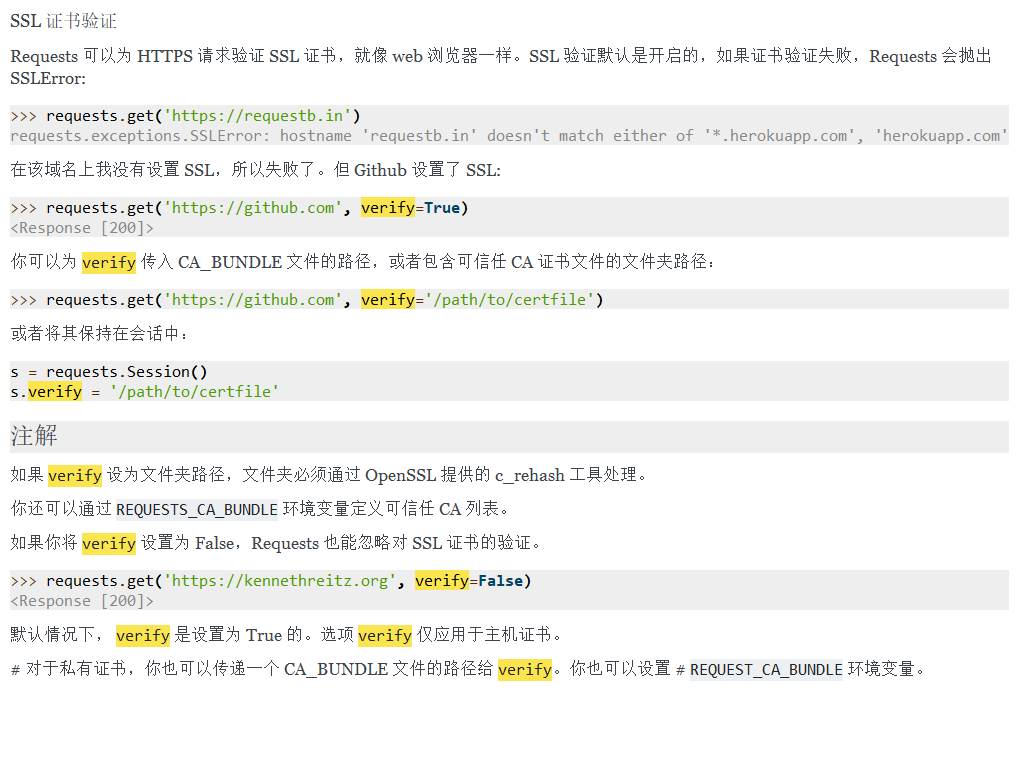 SSL 证书验证
Requests 可以为 HTTPS 请求验证 SSL 证书，就像 web 浏览器一样。SSL 验证默认是开启的，如果证书验证失败，Requests 会抛出
SSLError:
>>> requests.get('https://requestb.in')
requests.exceptions.SSLError: hostname 'requestb.in' doesn't match either of '*.herokuapp.com', 'herokuapp.com'
在该域名上我没有设置 SSL，所以失败了。但 Github 设置了 SSL:
>>> requests.get('https://github.com', verify=True)
<Response [200]>
你可以为 verify 传入 CA_BUNDLE 文件的路径，或者包含可信任 CA 证书文件的文件夹路径：
>>> requests.get('https://github.com', verify='/path/to/certfile')
或者将其保持在会话中：
s = requests.Session()
s.verify = '/path/to/certfile'
注解
如果 verify 设为文件夹路径，文件夹必须通过 OpenSSL 提供的 c_rehash 工具处理。
你还可以通过 REQUESTS_CA_BUNDLE 环境变量定义可信任 CA 列表。
如果你将 verify 设置为 False，Requests 也能忽略对 SSL 证书的验证。
>>> requests.get('https://kennethreitz.org', verify=False)
<Response [200]>
默认情况下， verify 是设置为 True 的。选项 verify 仅应用于主机证书。
# 对于私有证书，你也可以传递一个 CA_BUNDLE 文件的路径给 verify。你也可以设置 # REQUEST_CA_BUNDLE 环境变量。